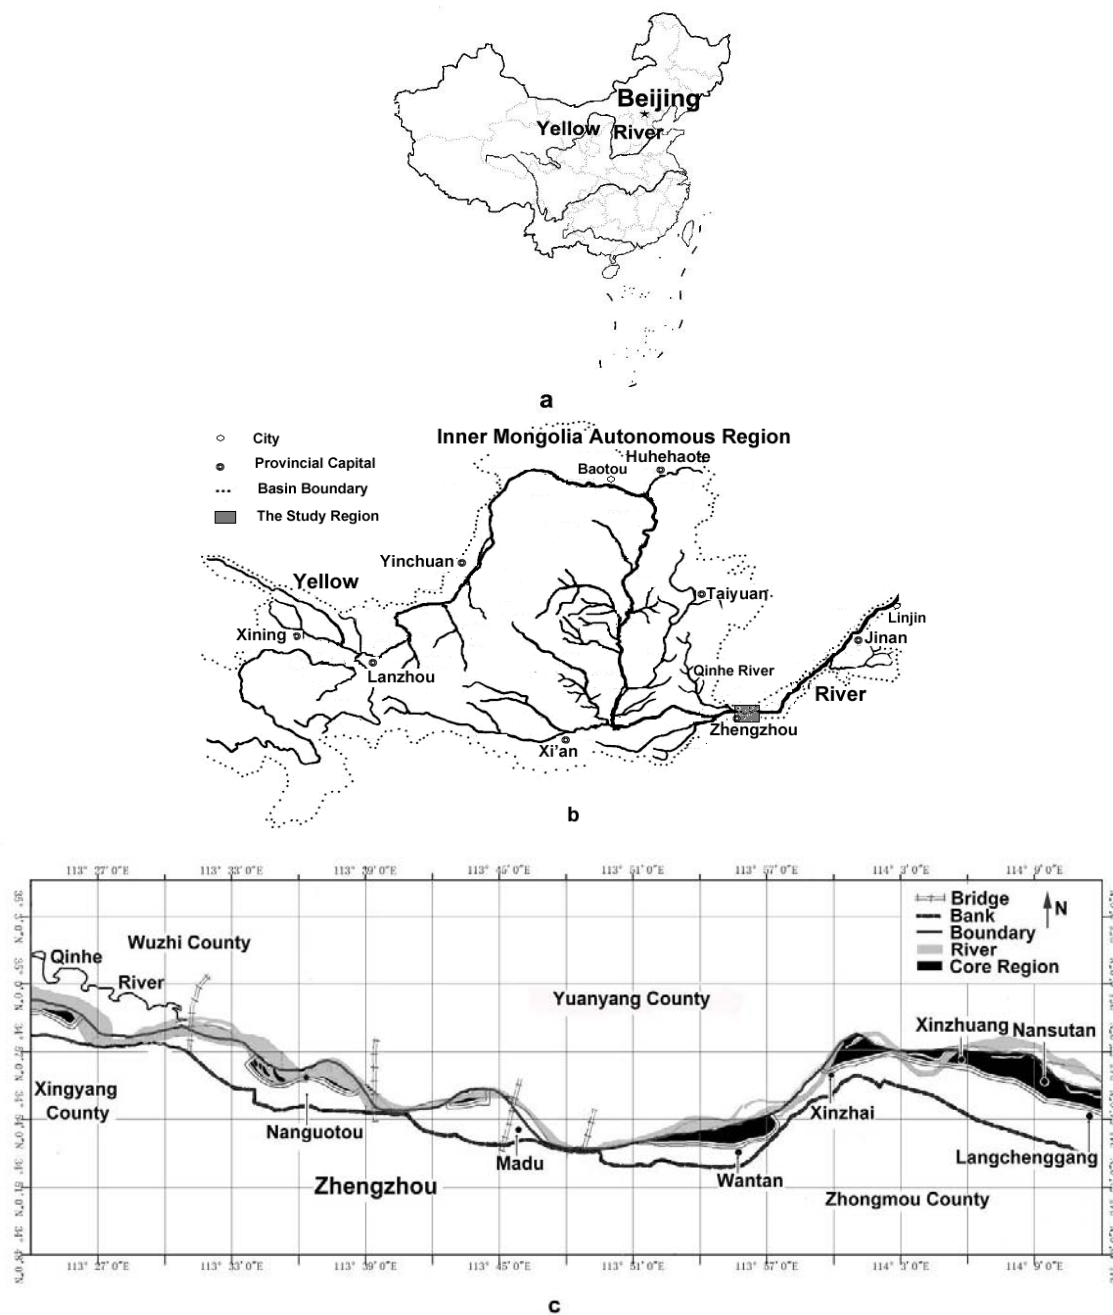 Beijing
Yellow River
a
Inner Mongolia Autonomous Region
City
Provincial Capital
Basin Boundary
The Study Region
Huhehaote
Baotou
Yinchuan
Yellow
Taiyuan
Linjin
Xining
Jinan
Lanzhou
Qinhe River
River
Zhengzhou
Xi'an
b
113° 27' 0"E
113° 33' 0"E
113° 39' 0"E
113° 45' 0"E
113° 51' 0"E
113° 57' 0"E
114° 3' 0"E
114° 9' 0"E
Bridge
N
Bank
Boundary
River
Core Region
Wuzhi County
Qinhe
River
Yuanyang County
Xinzhuang
Nansutan
Xingyang
County
Xinzhai
Nanguotou
Madu
Langchenggang
Wantan
Zhengzhou
Zhongmou County
113° 27' 0"E
113° 33' 0"E
113° 39' 0"E
113° 45' 0"E
113° 51' 0"E
113° 57' 0"E
114° 3' 0"E
114° 9' 0"E
c